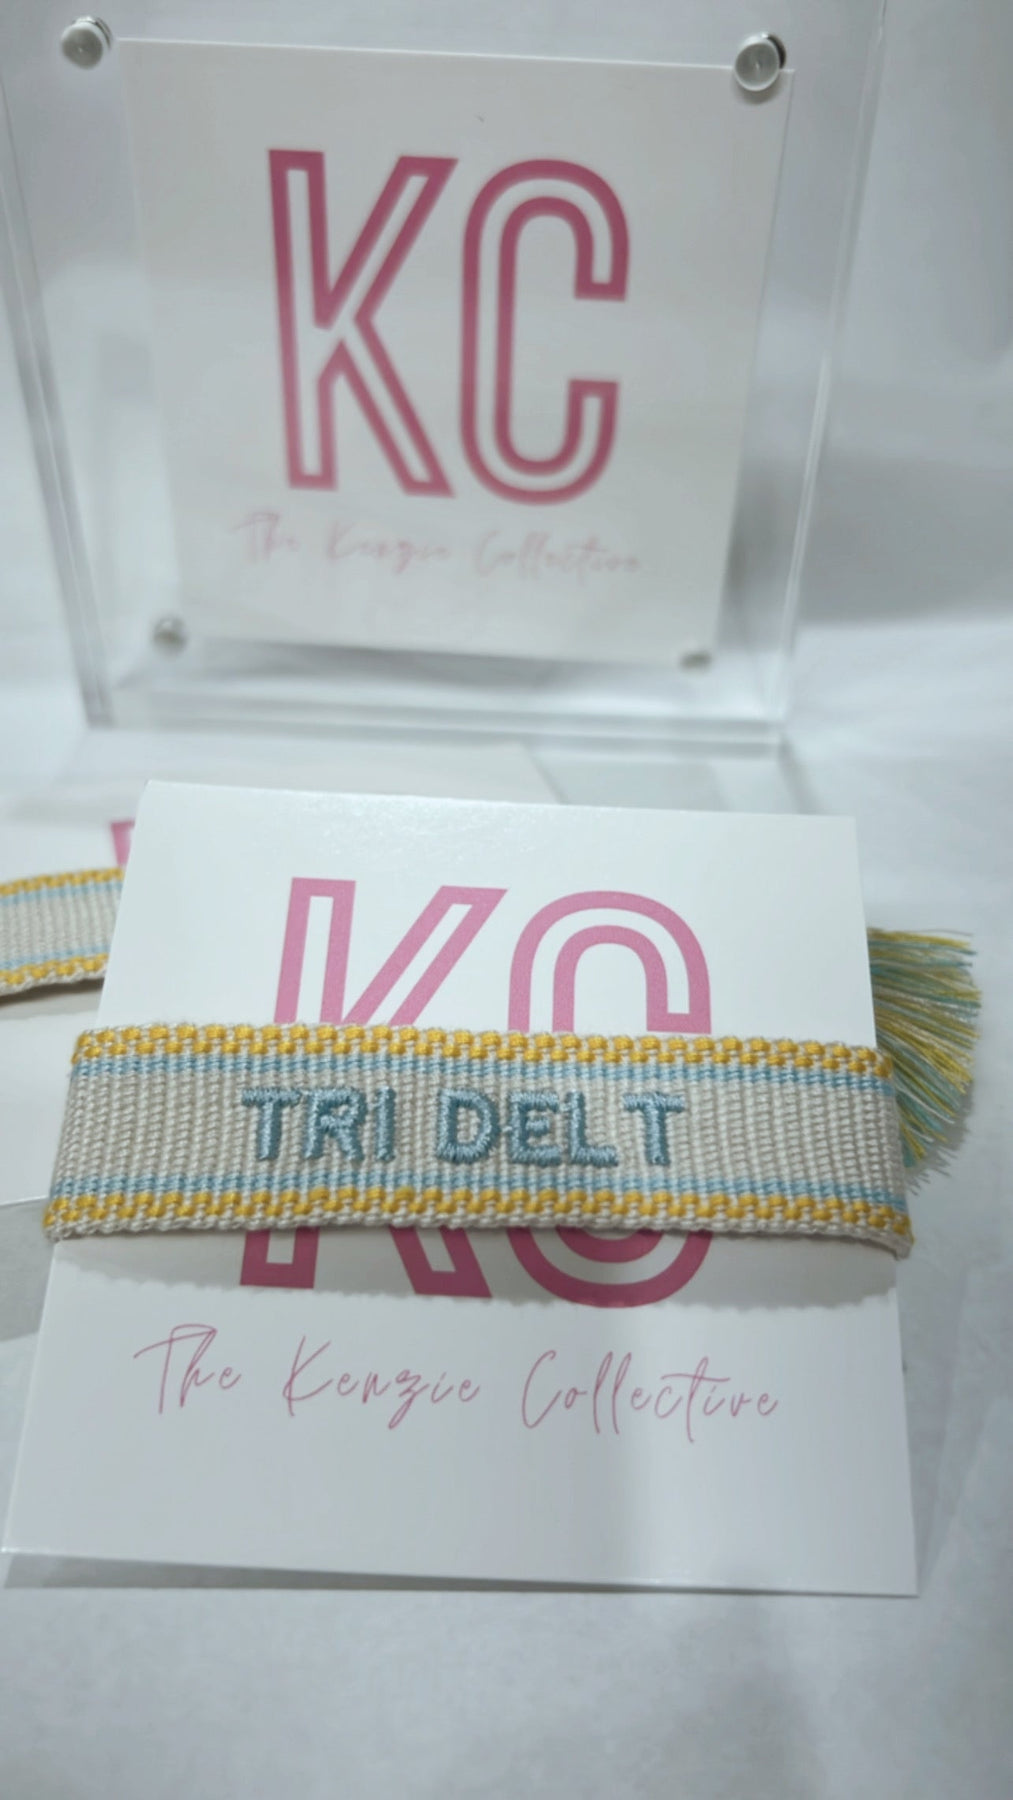 KC
The Kenzie Collective
KC
TRI DELT
The Kenzie Collective